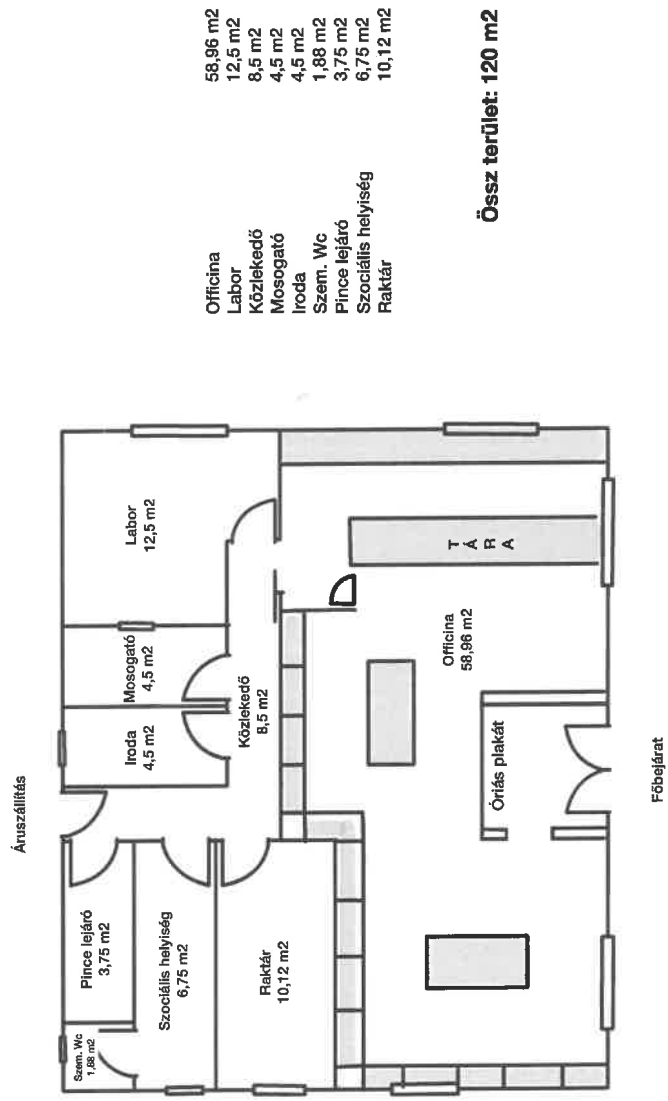 Áruszállítás
Szem. Wc
1,88 m2
Pince lejáró
3,75 m2
Iroda
4,5 m2
Mosogató
4,5 m2
Labor
12,5 m2
Szociális helyiség
6,75 m2
Közlekedő
8,5 m2
Raktár
10,12 m2
Officina
58,96 m2
TÁRA
Óriás plakát
Főbejárat
Officina 58,96 m2
Labor 12,5 m2
Közlekedő 8,5 m2
Mosogató 4,5 m2
Iroda 4,5 m2
Szem. Wc 1,88 m2
Pince lejáró 3,75 m2
Szociális helyiség 6,75 m2
Raktár 10,12 m2
Össz terület: 120 m2